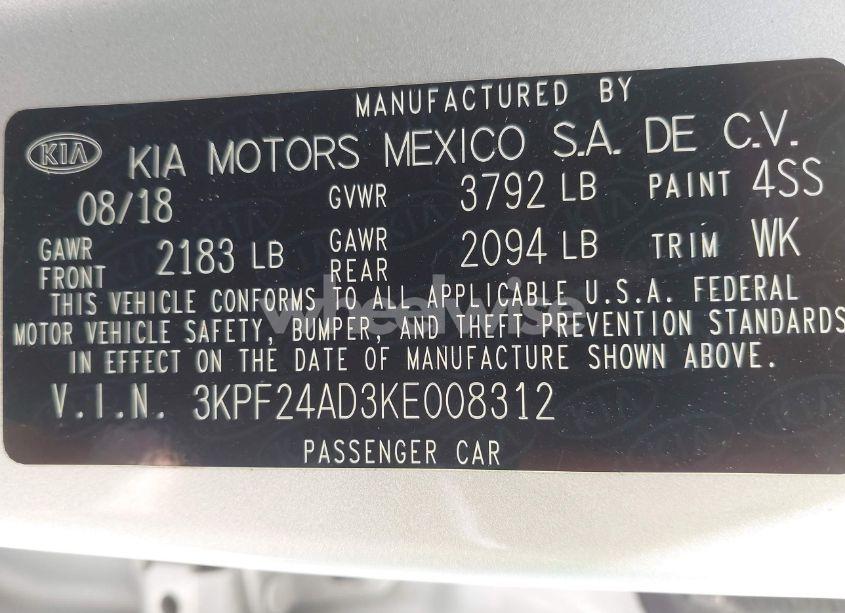 MANUFACTURED BY
KIA KIA MOTORS MEXICO S.A. DE C.V.
08/18 GVWR 3792 LB PAINT 4SS
GAWR FRONT 2183 LB GAWR REAR 2094 LB TRIM WK
THIS VEHICLE CONFORMS TO ALL APPLICABLE U.S.A. FEDERAL
MOTOR VEHICLE SAFETY, BUMPER, AND THEFT PREVENTION STANDARDS
IN EFFECT ON THE DATE OF MANUFACTURE SHOWN ABOVE.
V.I.N. 3KPF24AD3KE008312
PASSENGER CAR
wheelwise